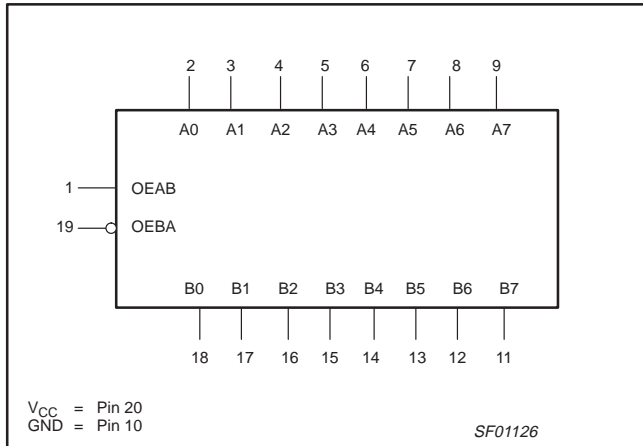 2 3 4 5 6 7 8 9
A0 A1 A2 A3 A4 A5 A6 A7
1 OEAB
19 OEBA
B0 B1 B2 B3 B4 B5 B6 B7
18 17 16 15 14 13 12 11
VCC = Pin 20
GND = Pin 10
SF01126